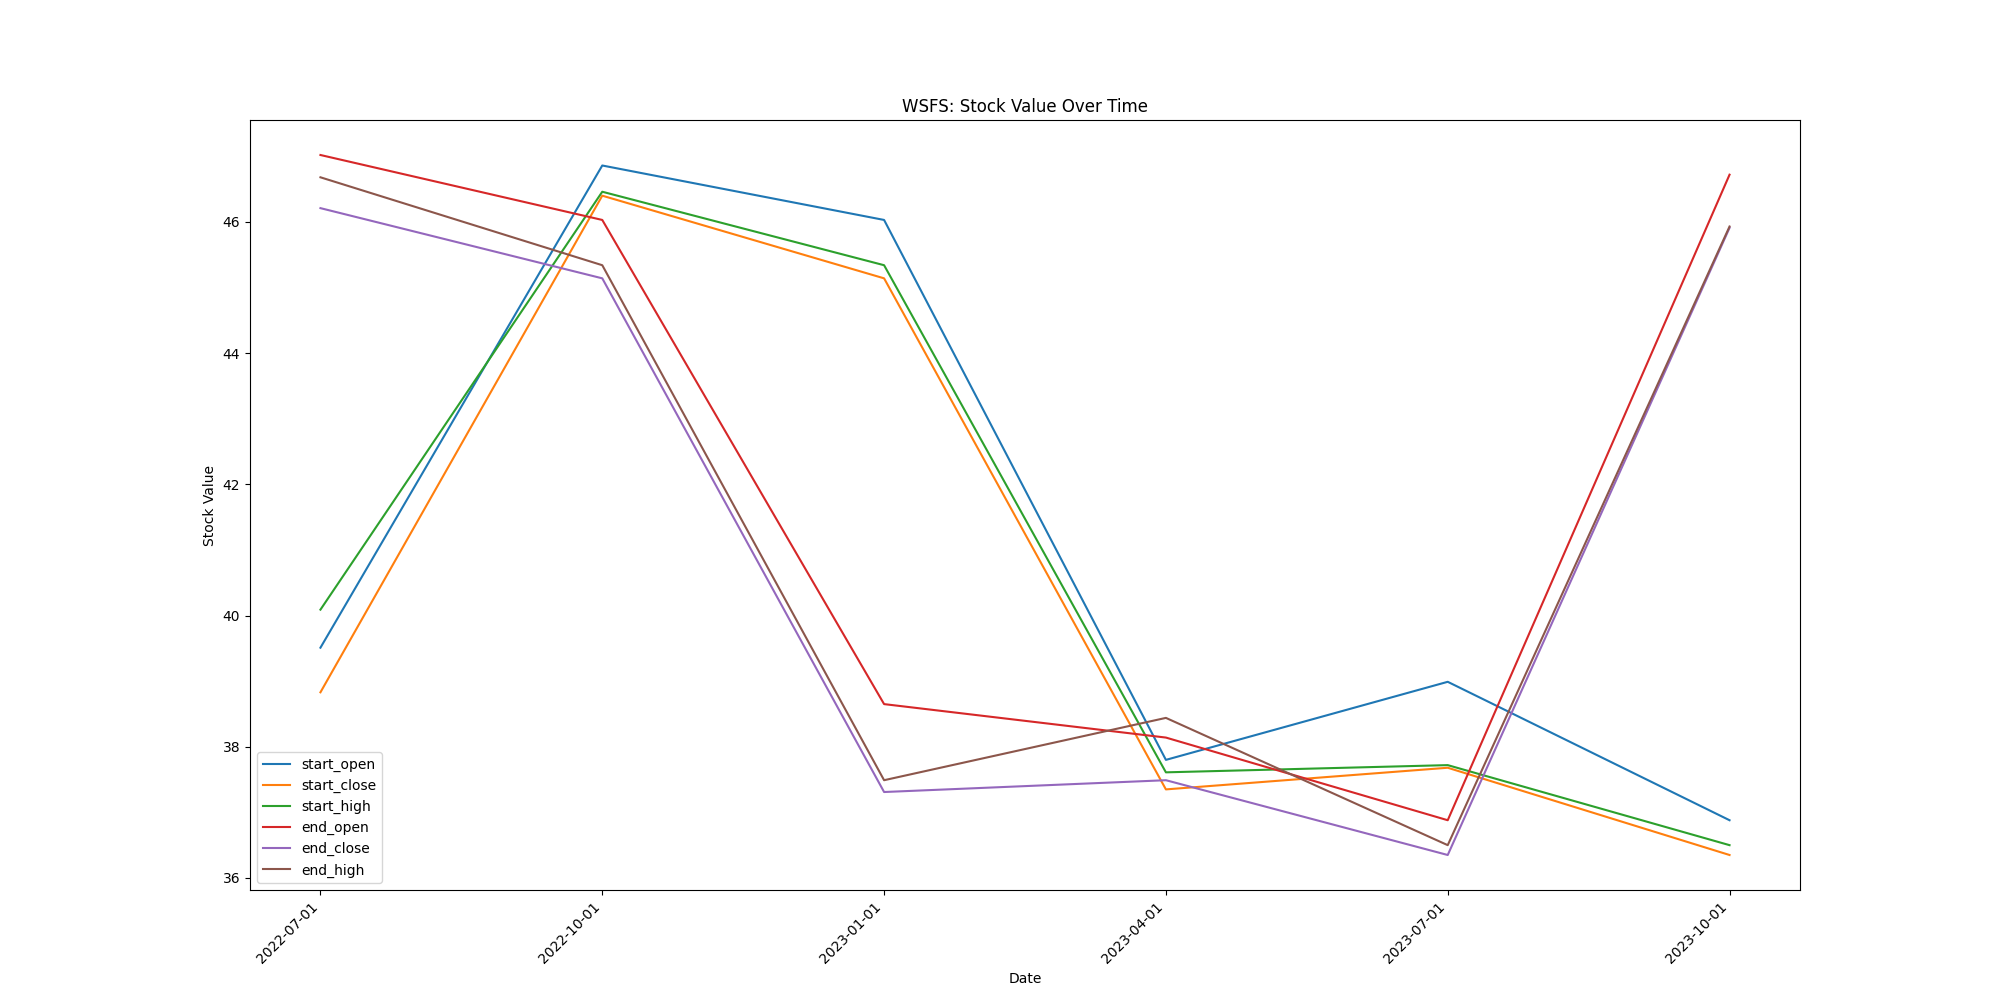 WSFS: Stock Value Over Time
Stock Value
46
44
42
40
38
36
start_open
start_close
start_high
end_open
end_close
end_high
2022-07-01
2022-10-01
2023-01-01
2023-04-01
2023-07-01
2023-10-01
Date